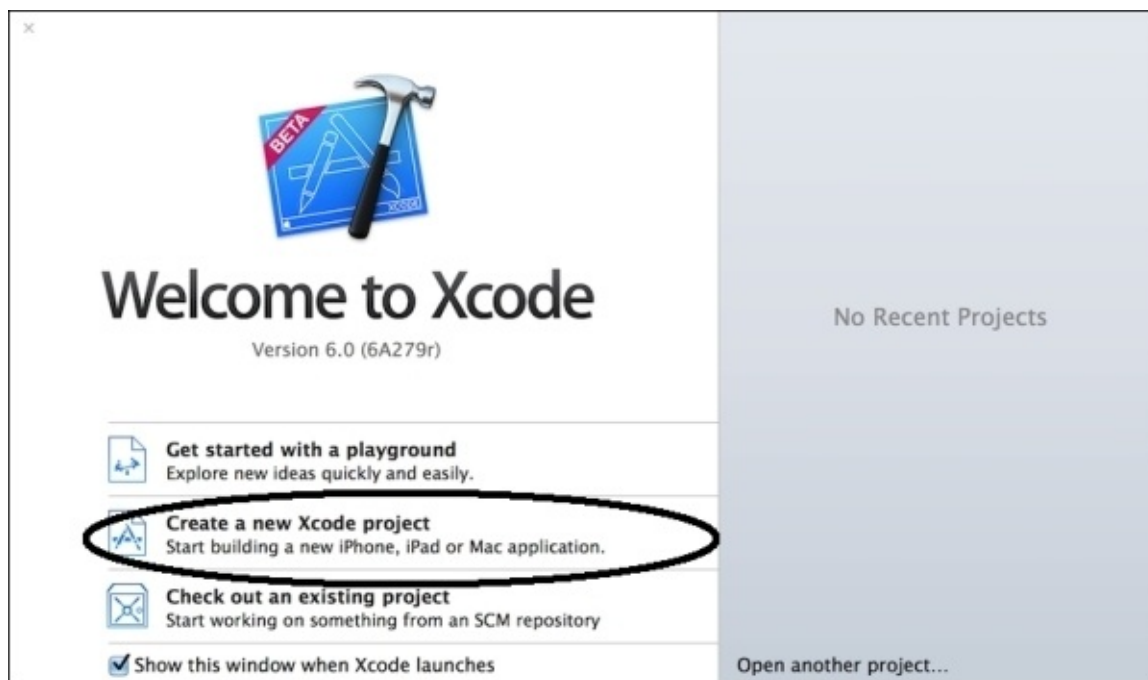 BETA
XCODE
Welcome to Xcode
Version 6.0 (6A279r)
No Recent Projects
Get started with a playground
Explore new ideas quickly and easily.
Create a new Xcode project
Start building a new iPhone, iPad or Mac application.
Check out an existing project
Start working on something from an SCM repository
Show this window when Xcode launches
Open another project...